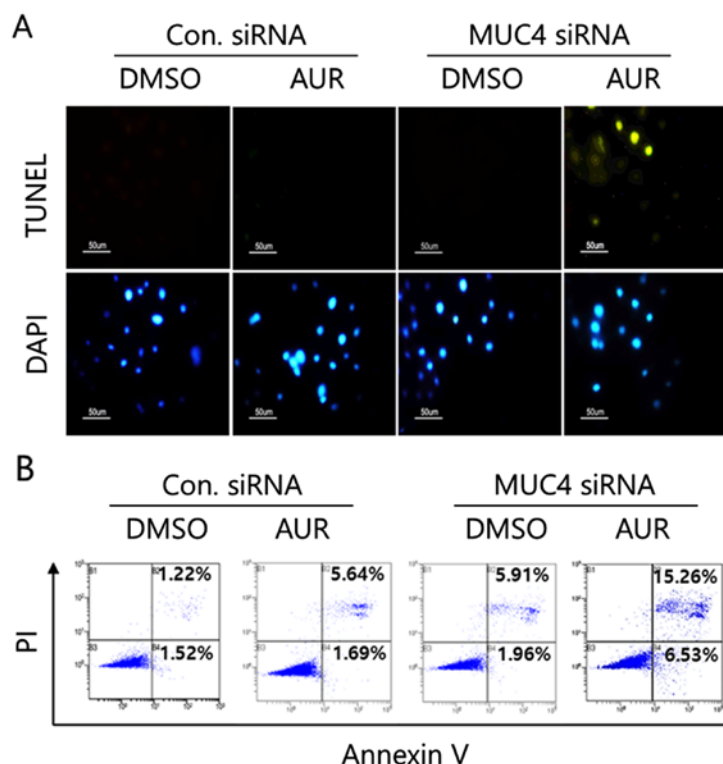 A
Con. siRNA MUC4 siRNA
DMSO AUR DMSO AUR
TUNEL
50um 50um 50um 50um
DAPI
50um 50um 50um 50um
B
Con. siRNA MUC4 siRNA
DMSO AUR DMSO AUR
1.22% 5.64% 5.91% 15.26%
PI
1.52% 1.69% 1.96% 6.53%
Annexin V